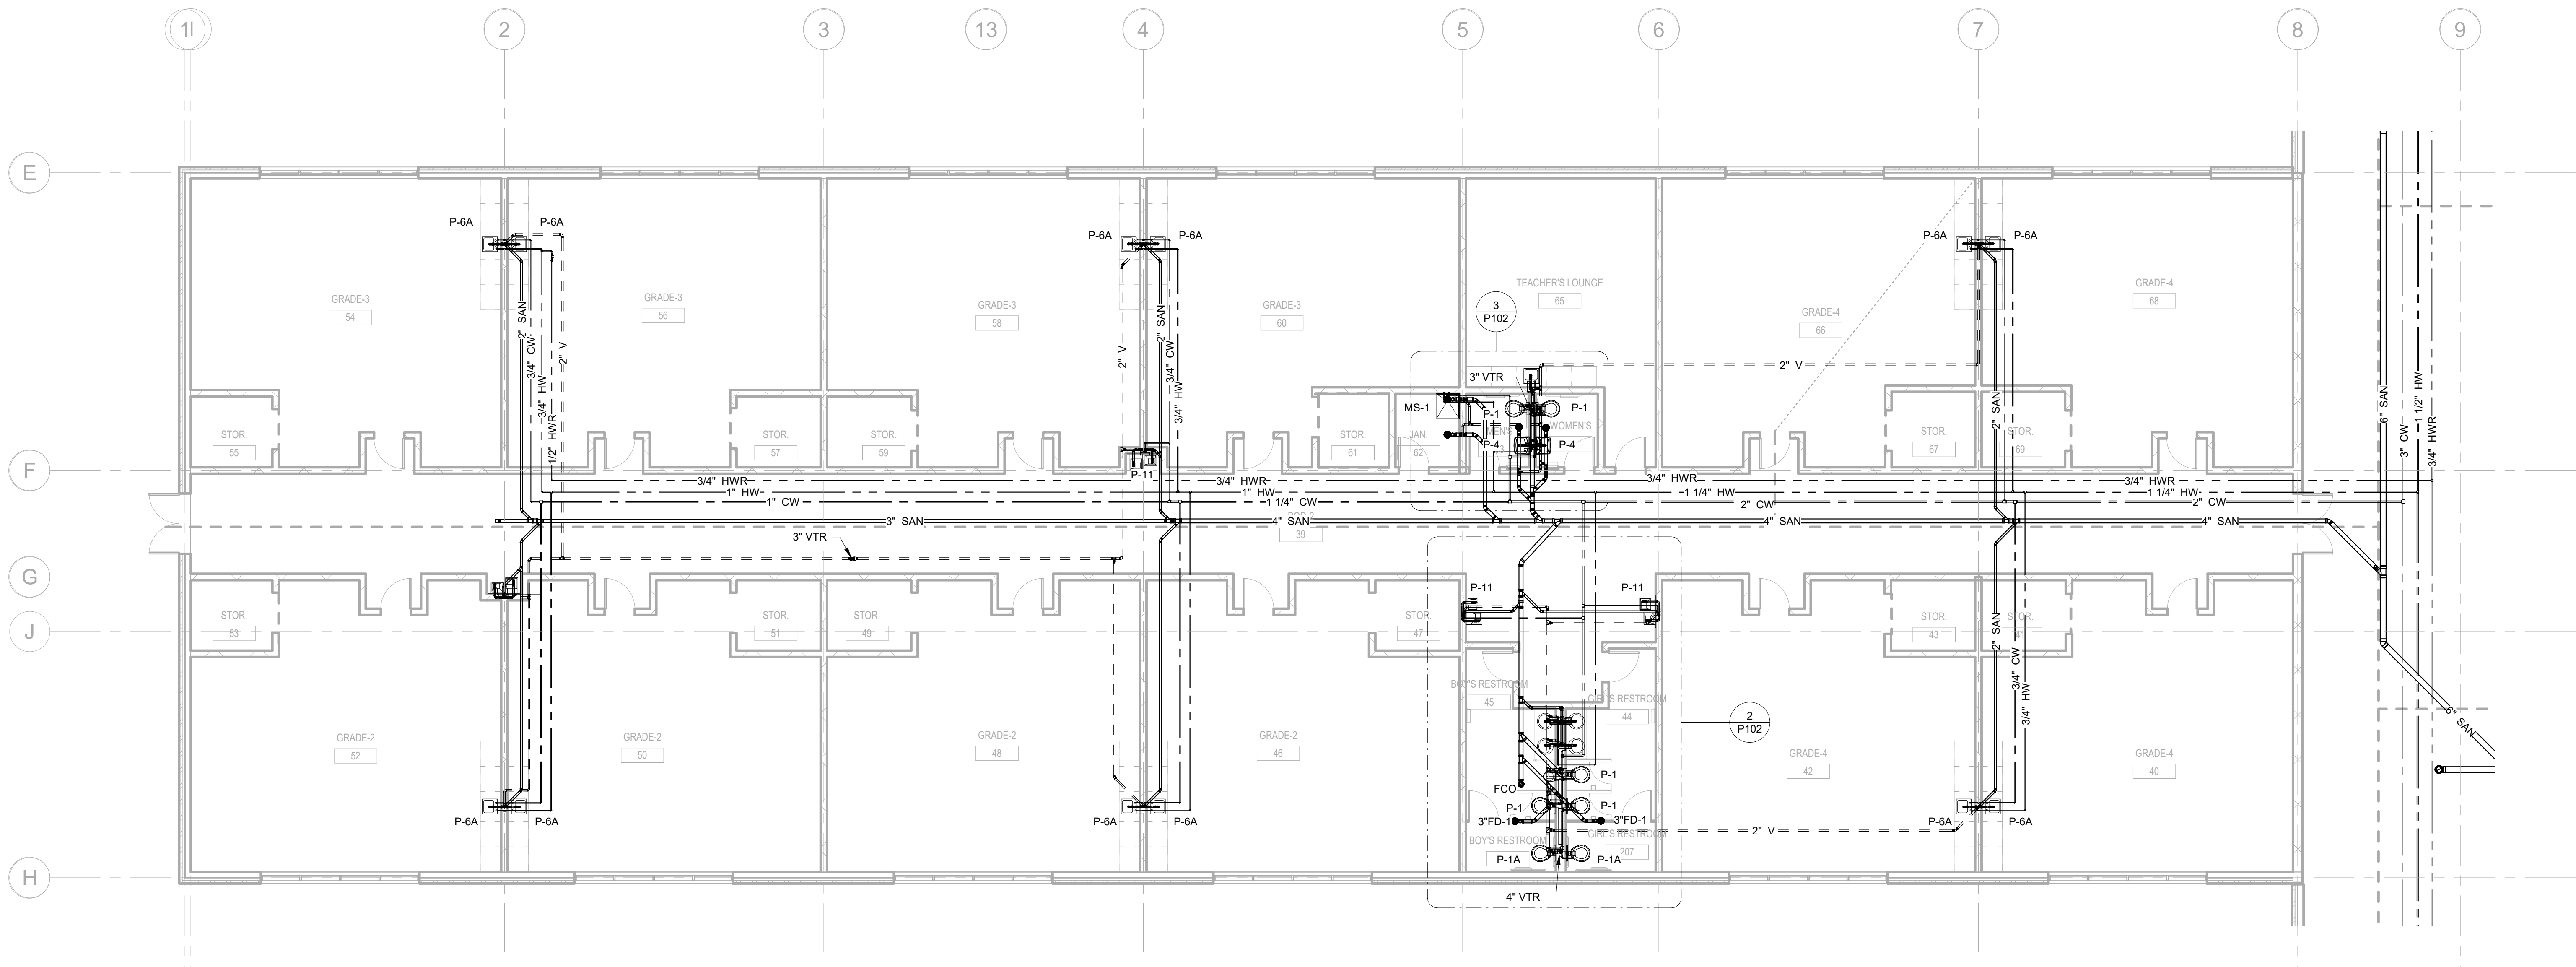 1
2
3
13
4
5
6
7
8
9
E
P-6A
P-6A
P-6A
P-6A
P-6A
P-6A
GRADE-3
54
GRADE-3
56
GRADE-3
58
GRADE-3
60
TEACHER'S LOUNGE
65
GRADE-4
66
GRADE-4
68
3
P102
2" SAN
3/4" CW
3/4" HW
1/2" HWR
2" V
2" V
2" SAN
3/4" CW
3/4" HW
2" V
3" VTR
MS-1
P-1
P-1
MEN'S
WOMEN'S
P-4
P-4
2" SAN
3/4" CW
3/4" HW
6" SAN
3" CW
1 1/2" HW
3/4" HWR
STOR.
55
STOR.
57
STOR.
59
STOR.
61
JAN.
62
STOR.
67
STOR.
69
F
P-11
3/4" HWR
3/4" HWR
3/4" HWR
3/4" HWR
1" HW
1" HW
1 1/4" HW
1 1/4" HW
1" CW
1 1/4" CW
2" CW
2" CW
3" SAN
4" SAN
4" SAN
4" SAN
39
3" VTR
G
P-11
P-11
J
STOR.
53
STOR.
51
STOR.
49
STOR.
47
STOR.
43
STOR.
41
2" SAN
3/4" CW
3/4" HW
BOY'S RESTROOM
45
GIRL'S RESTROOM
44
2
P102
6" SAN
GRADE-2
52
GRADE-2
50
GRADE-2
48
GRADE-2
46
GRADE-4
42
GRADE-4
40
P-1
FCO
P-1
P-1
3"FD-1
3"FD-1
P-6A
P-6A
P-6A
P-6A
P-6A
P-6A
2" V
BOY'S RESTROOM
GIRL'S RESTROOM
207
P-1A
P-1A
H
4" VTR